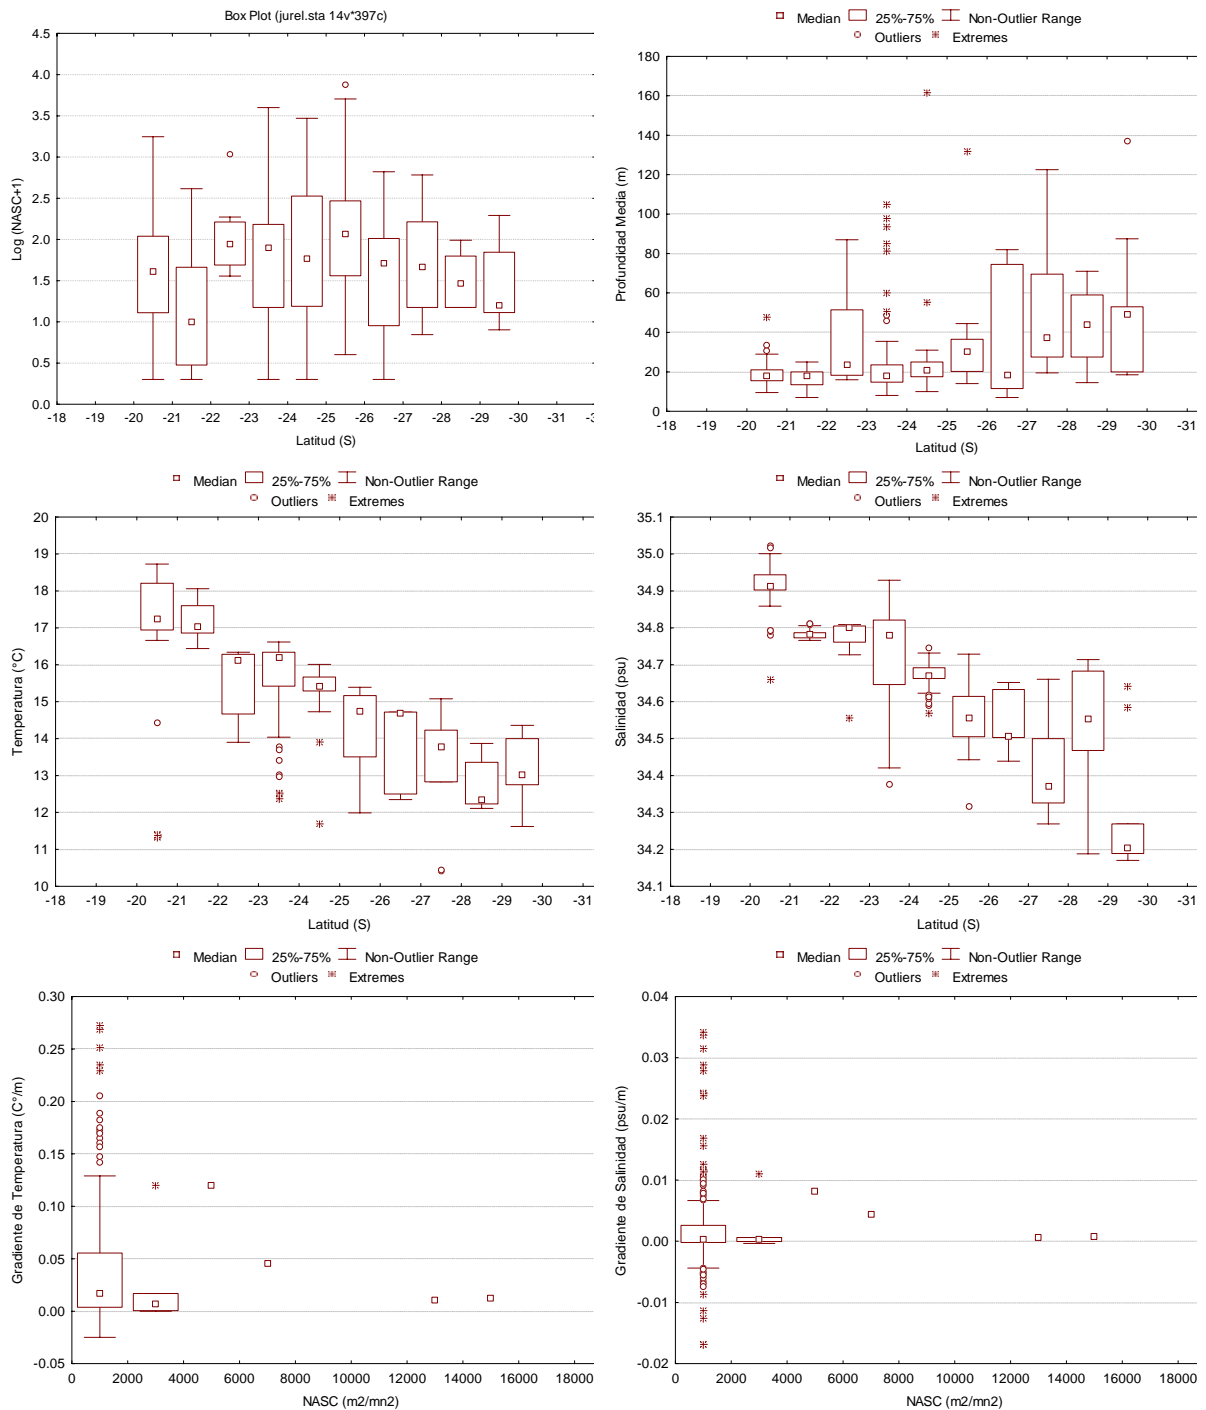 Box Plot (jurel.sta 14v*397c)
4.5
4.0
3.5
3.0
2.5
2.0
1.5
1.0
0.5
0.0
Log (NASC+1)
-18 -19 -20 -21 -22 -23 -24 -25 -26 -27 -28 -29 -30
Latitud (S)
Median 25%-75% Non-Outlier Range
Outliers Extremes
180
160
140
120
100
80
60
40
20
0
Profundidad Media (m)
-18 -19 -20 -21 -22 -23 -24 -25 -26 -27 -28 -29 -30 -31
Latitud (S)
Median 25%-75% Non-Outlier Range
Outliers Extremes
20
19
18
17
16
15
14
13
12
11
10
Temperatura (°C)
-18 -19 -20 -21 -22 -23 -24 -25 -26 -27 -28 -29 -30 -31
Latitud (S)
Median 25%-75% Non-Outlier Range
Outliers Extremes
35.1
35.0
34.9
34.8
34.7
34.6
34.5
34.4
34.3
34.2
34.1
Salinidad (psu)
-18 -19 -20 -21 -22 -23 -24 -25 -26 -27 -28 -29 -30 -31
Latitud (S)
Median 25%-75% Non-Outlier Range
Outliers Extremes
0.30
0.25
0.20
0.15
0.10
0.05
0.00
-0.05
Gradiente de Temperatura (C°/m)
0 2000 4000 6000 8000 10000 12000 14000 16000 18000
NASC (m2/mn2)
Median 25%-75% Non-Outlier Range
Outliers Extremes
0.04
0.03
0.02
0.01
0.00
-0.01
-0.02
Gradiente de Salinidad (psu/m)
0 2000 4000 6000 8000 10000 12000 14000 16000 18000
NASC (m2/mn2)